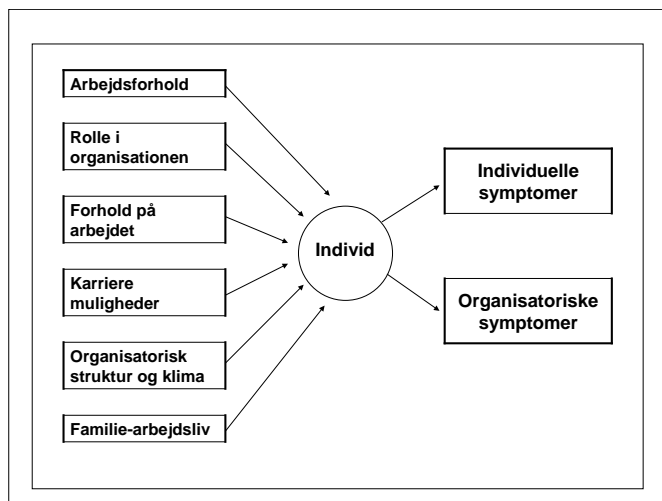 Arbejdsforhold
Rolle i
organisationen
Forhold på
arbejdet
Karriere
muligheder
Organisatorisk
struktur og klima
Familie-arbejdsliv
Individ
Individuelle
symptomer
Organisatoriske
symptomer